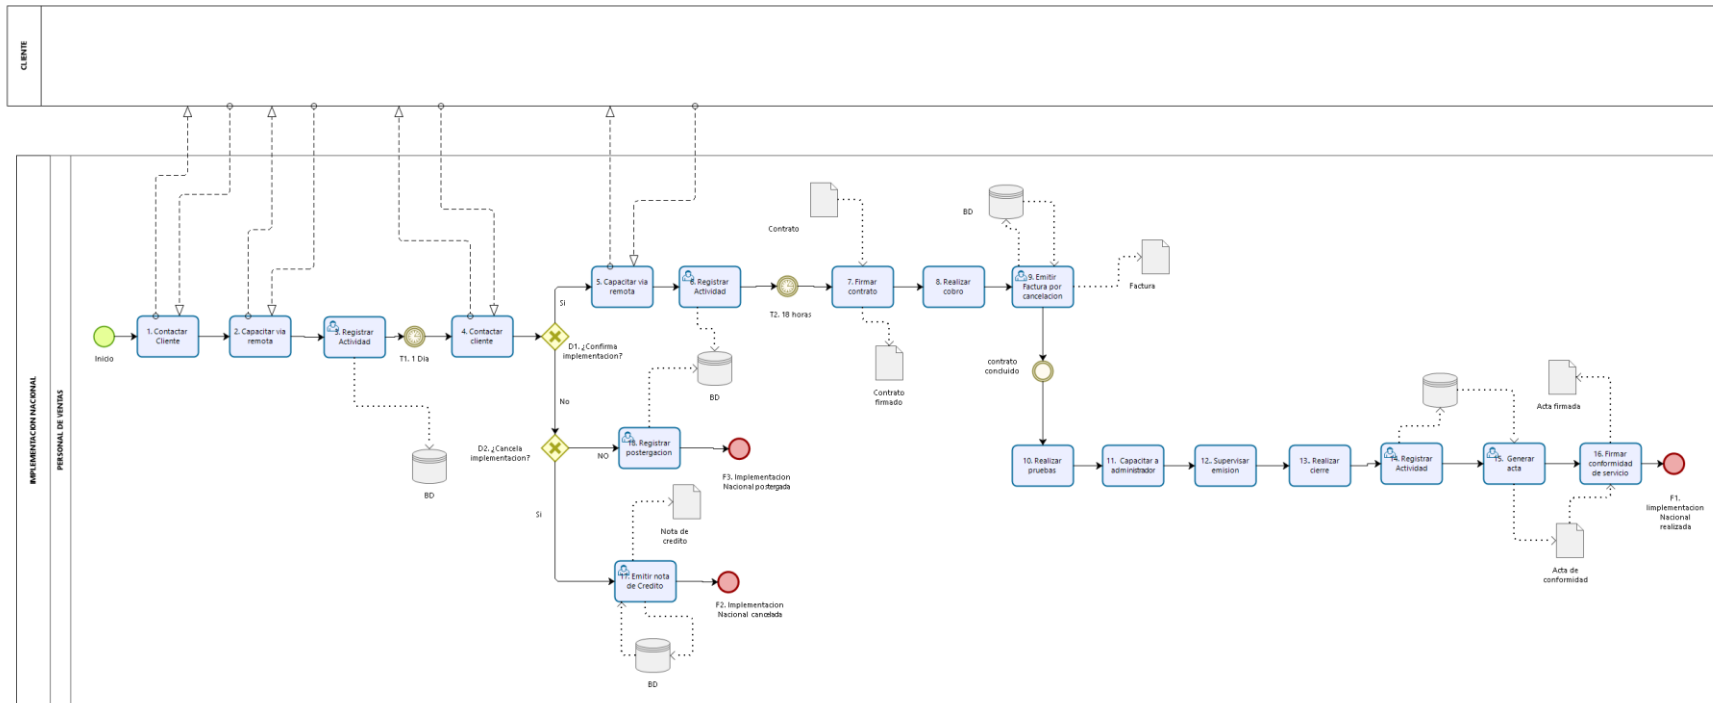 CLIENTE
IMPLEMENTACION NACIONAL
PERSONAL DE VENTAS
Inicio
1. Contactar
Cliente
2. Capacitar via
remota
3. Registrar
Actividad
T1. 1 Dia
BD
4. Contactar
cliente
D1. ¿Confirma
implementacion?
Si
No
5. Capacitar via
remota
6. Registrar
Actividad
BD
T2. 18 horas
Contrato
7. Firmar
contrato
Contrato
firmado
8. Realizar
cobro
BD
9. Emitir
Factura por
cancelacion
Factura
contrato
concluido
D2. ¿Cancela
implementacion?
NO
Si
18. Registrar
postergacion
F3. Implementacion
Nacional postergada
Nota de
credito
17. Emitir nota
de Credito
F2. Implementacion
Nacional cancelada
BD
10. Realizar
pruebas
11. Capacitar a
administrador
12.. Supervisar
emision
13. Realizar
cierre
14. Registrar
Actividad
15. Generar
acta
Acta de
conformidad
Acta firmada
16. Firmar
conformidad
de servicio
F1.
Iimplementacion
Nacional
realizada